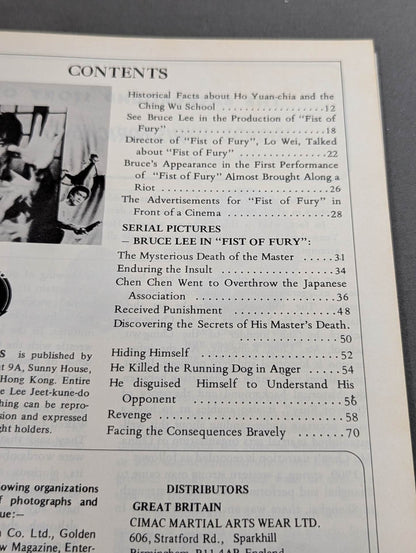 CONTENTS
Historical Facts about Ho Yuan-chia and the
Ching Wu School . . . . . . . . . . . . . . . . . 12
See Bruce Lee in the Production of "Fist of
Fury" . . . . . . . . . . . . . . . . . . . . . . . . . 18
Director of "Fist of Fury", Lo Wei, Talked
about "Fist of Fury" . . . . . . . . . . . . . . 22
Bruce's Appearance in the First Performance
of "Fist of Fury" Almost Brought Along a
Riot . . . . . . . . . . . . . . . . . . . . . . . . . . . 26
The Advertisements for "Fist of Fury" in
Front of a Cinema . . . . . . . . . . . . . . . . 28
SERIAL PICTURES
– BRUCE LEE IN "FIST OF FURY":
The Mysterious Death of the Master . . . . . 31
Enduring the Insult . . . . . . . . . . . . . . . . . . 34
Chen Chen Went to Overthrow the Japanese
Association . . . . . . . . . . . . . . . . . . . . . . 36
Received Punishment . . . . . . . . . . . . . . . . 48
Discovering the Secrets of His Master's Death.
. . . . . . . . . . . . . . . . . . . . . . . 50
Hiding Himself . . . . . . . . . . . . . . . . . . . . . 52
He Killed the Running Dog in Anger . . . . . 54
He disguised Himself to Understand His
Opponent . . . . . . . . . . . . . . . . . . . . . . . . 56
Revenge . . . . . . . . . . . . . . . . . . . . . . . . . . 58
Facing the Consequences Bravely . . . . . . . . 70
S is published by
9A, Sunny House,
Hong Kong. Entire
Lee Jeet-kune-do
thing can be repro-
sion and expressed
ght holders.
owing organizations
f photographs and
ue:—
Co. Ltd., Golden
w Magazine, Enter-
DISTRIBUTORS
GREAT BRITAIN
CIMAC MARTIAL ARTS WEAR LTD.
606, Stratford Rd., Sparkhill
Birmingham, B11 4AP, England